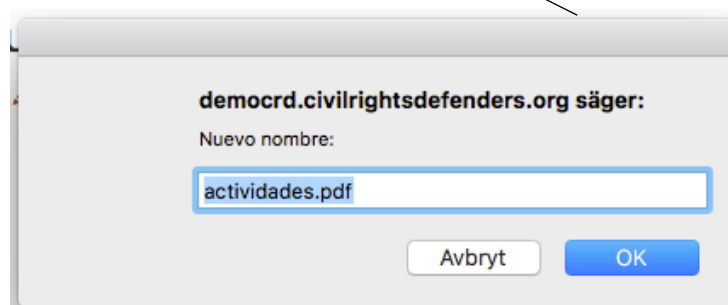 democrd.civilrightsdefenders.org säger:
Nuevo nombre:
actividades.pdf
Avbryt OK